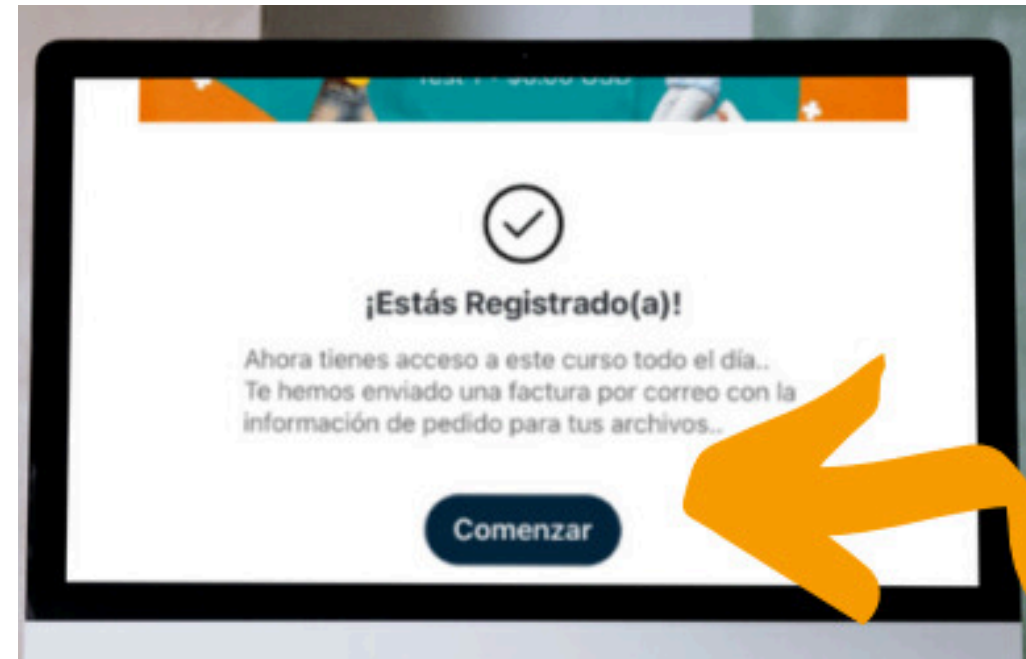 ¡Estás Registrado(a)!
Ahora tienes acceso a este curso todo el día..
Te hemos enviado una factura por correo con la
información de pedido para tus archivos..
Comenzar